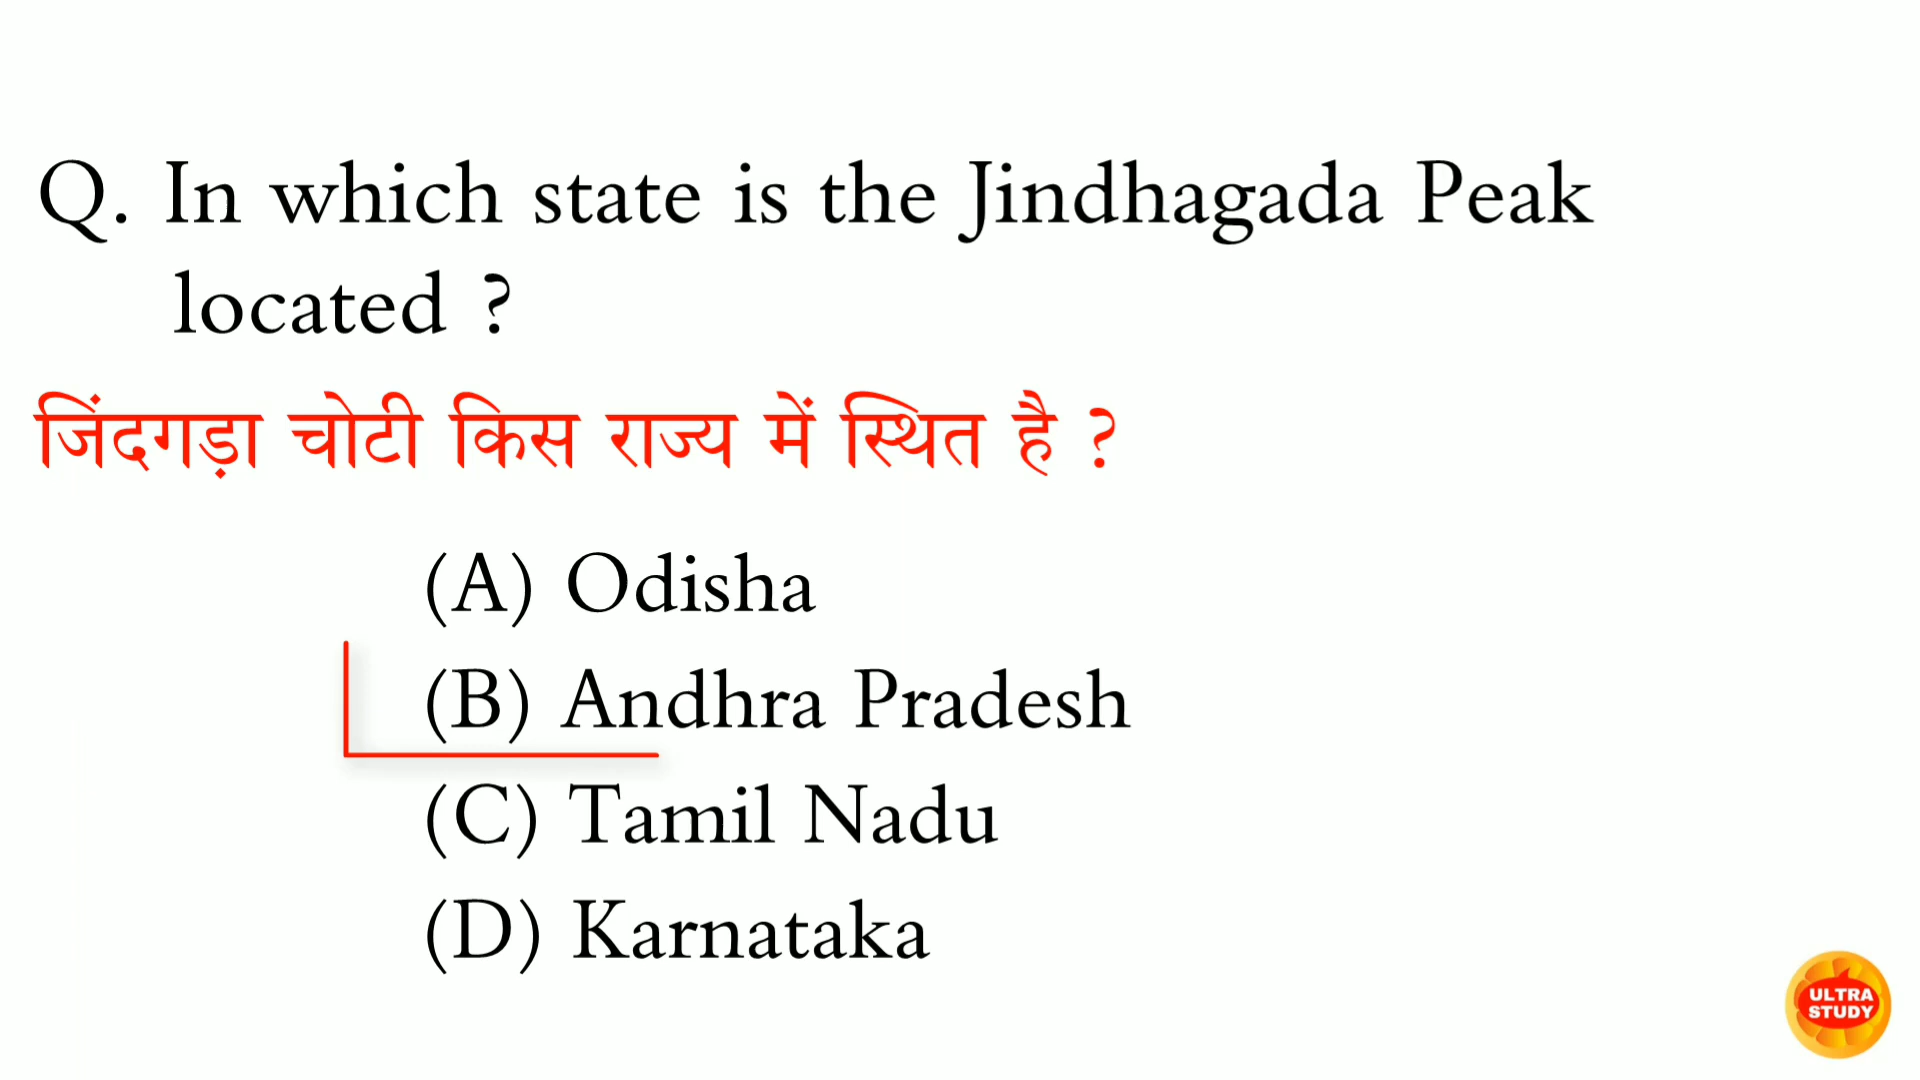 Q. In which state is the Jindhagada Peak
located ?
जिंदगड़ा चोटी किस राज्य में स्थित है ?
(A) Odisha
(B) Andhra Pradesh
(C) Tamil Nadu
(D) Karnataka
ULTRA
STUDY